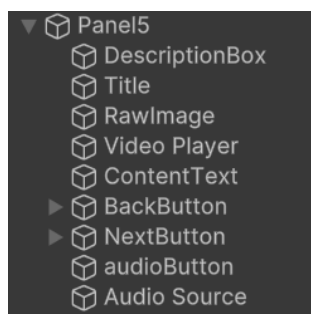 Panel5
DescriptionBox
Title
RawImage
Video Player
ContentText
BackButton
NextButton
audioButton
Audio Source